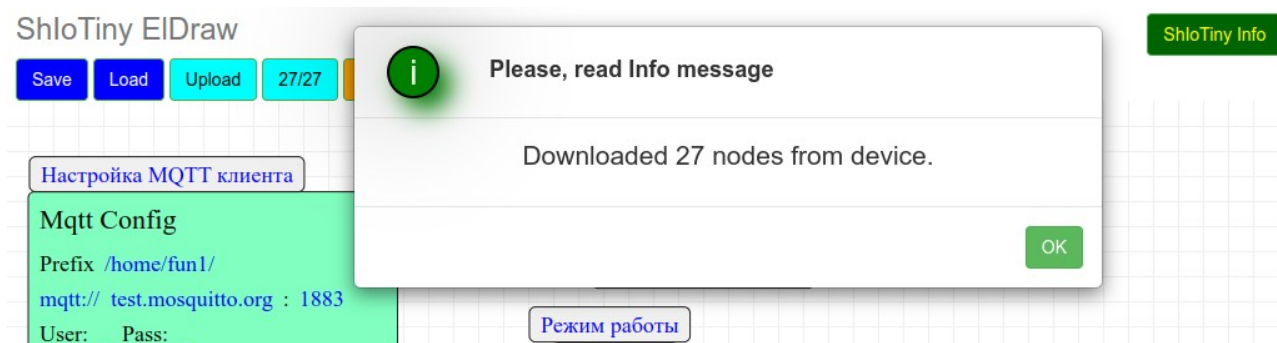 ShIoTiny ElDraw
ShIoTiny Info
Save Load Upload 27/27
i
Please, read Info message
Downloaded 27 nodes from device.
OK
Настройка MQTT клиента
Mqtt Config
Prefix /home/fun1/
mqtt:// test.mosquitto.org : 1883
User: Pass:
Режим работы